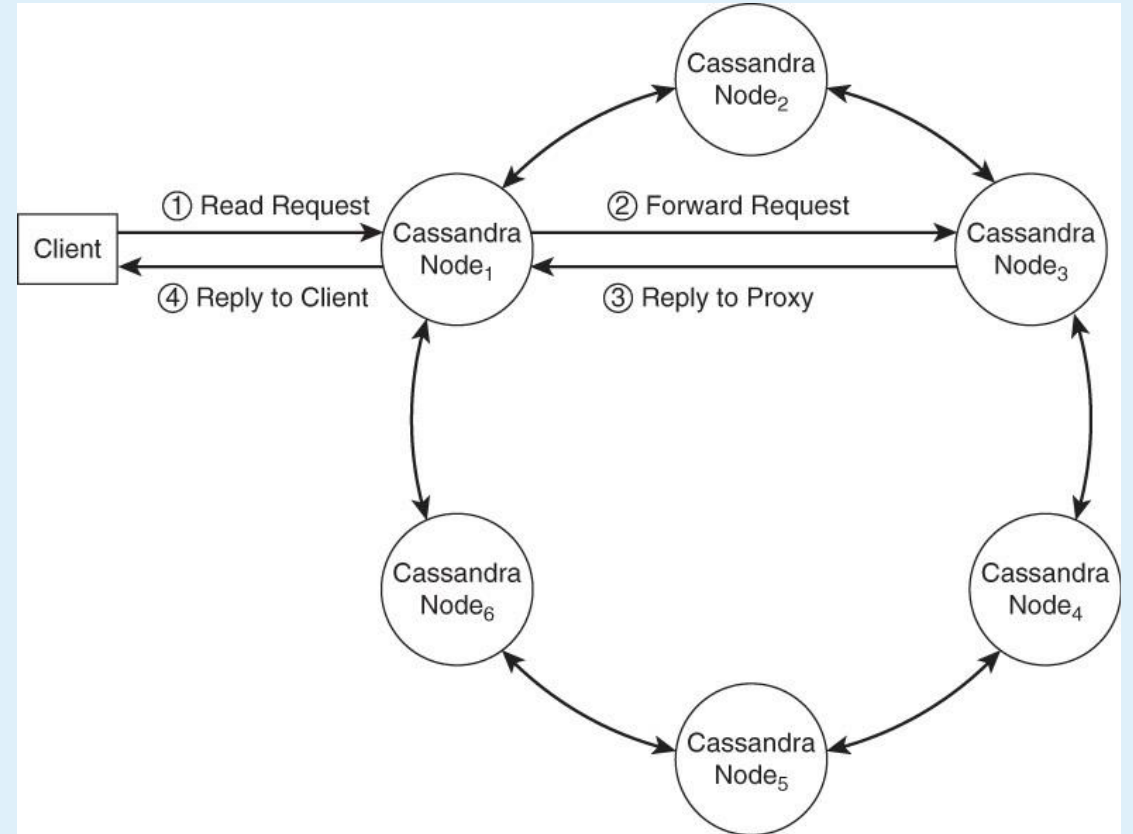 Cassandra
Node₂
① Read Request
② Forward Request
Client
Cassandra
Node₁
Cassandra
Node₃
④ Reply to Client
③ Reply to Proxy
Cassandra
Node₆
Cassandra
Node₄
Cassandra
Node₅